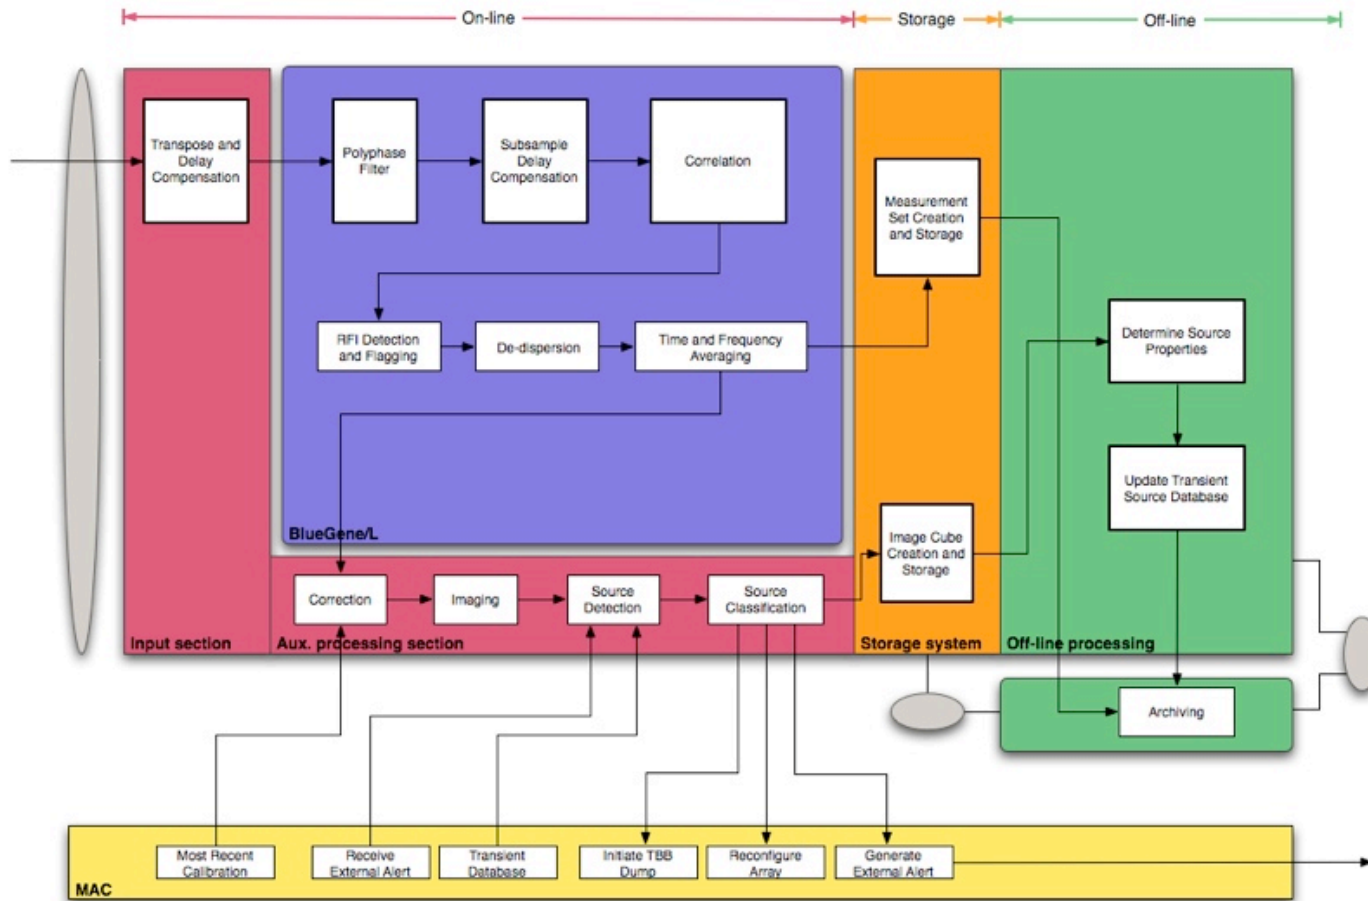 On-line
Storage
Off-line
Transpose and
Delay
Compensation
Polyphase
Filter
Subsample
Delay
Compensation
Correlation
Measurement
Set Creation
and Storage
RFI Detection
and Flagging
De-dispersion
Time and Frequency
Averaging
Determine Source
Properties
Update Transient
Source Database
BlueGene/L
Image Cube
Creation and
Storage
Correction
Imaging
Source
Detection
Source
Classification
Input section
Aux. processing section
Storage system
Off-line processing
Archiving
Most Recent
Calibration
Receive
External Alert
Transient
Database
Initiate TBB
Dump
Reconfigure
Array
Generate
External Alert
MAC